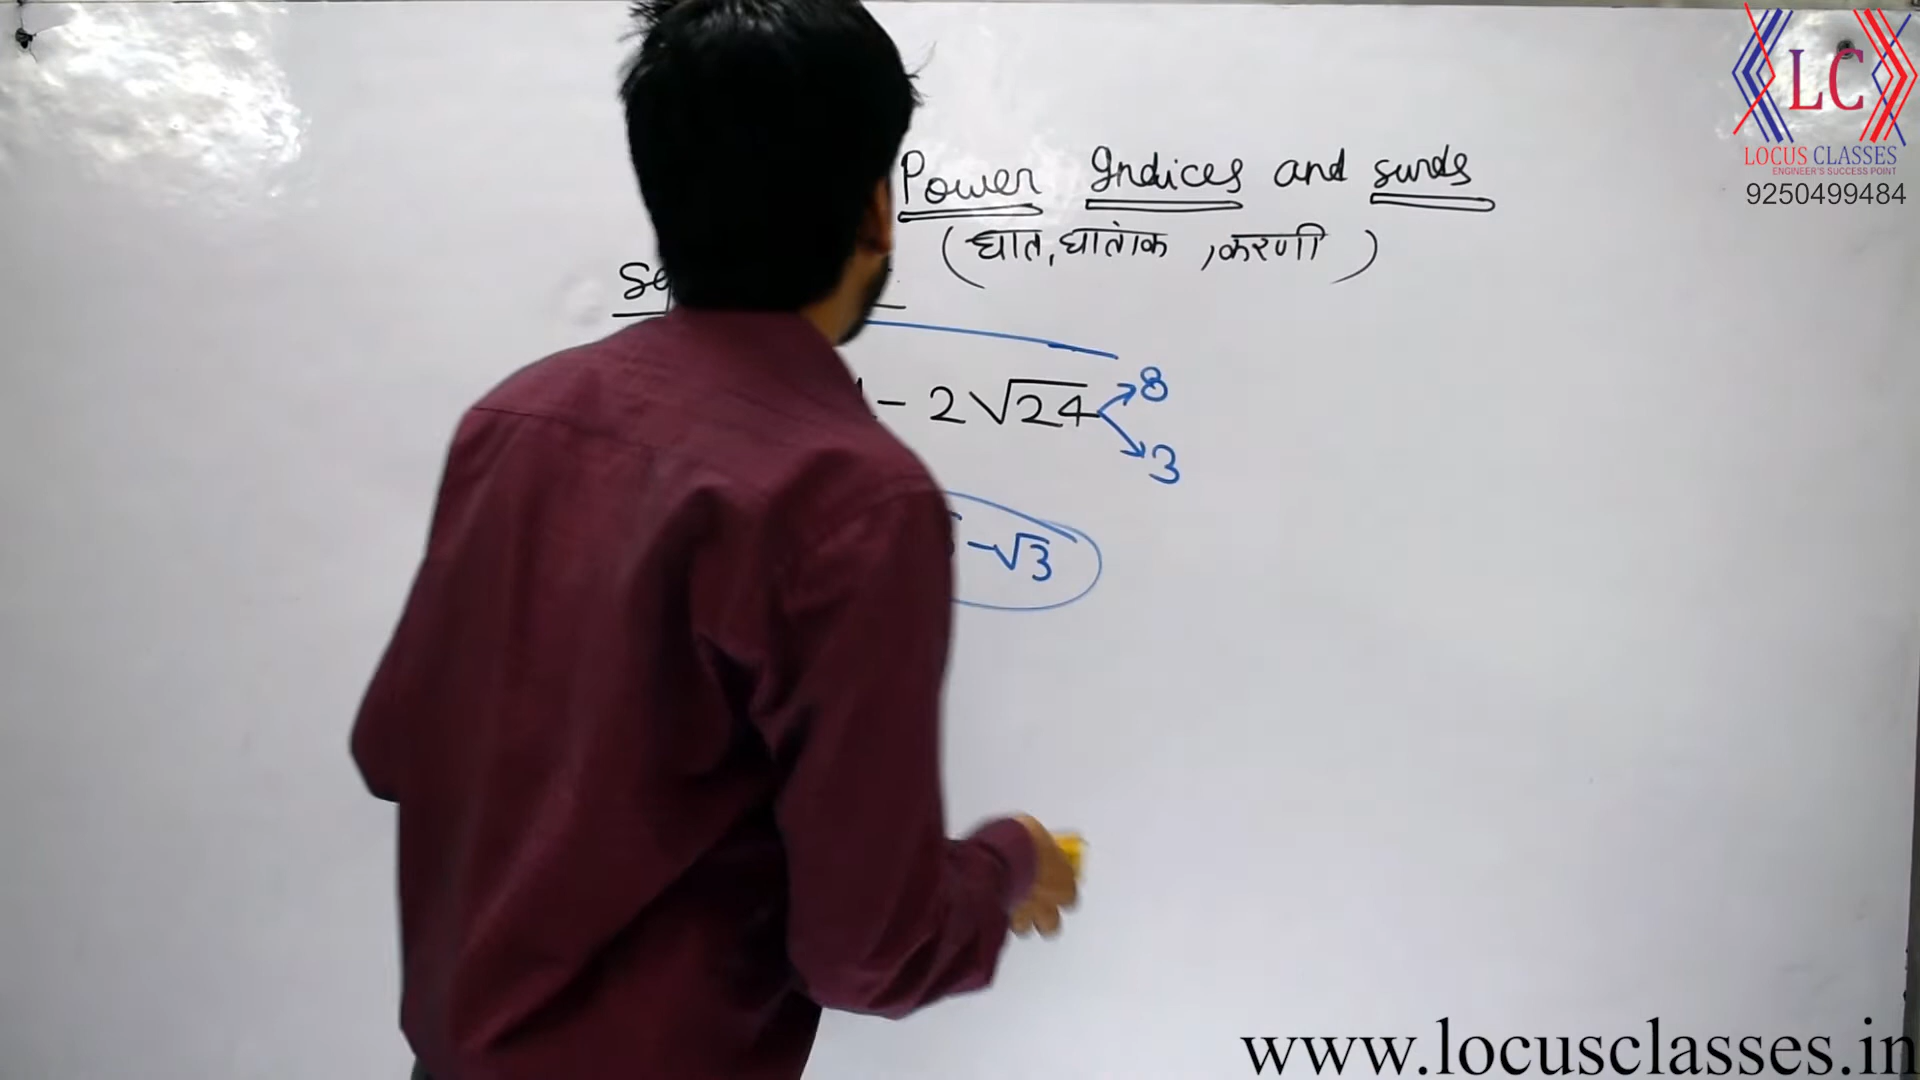 LC
LOCUS CLASSES
ENGINEER'S SUCCESS POINT
9250499484
Power Indices and surds
(घात, घातांक, करणी)
- 2√24
8
3
-√3
www.locusclasses.in